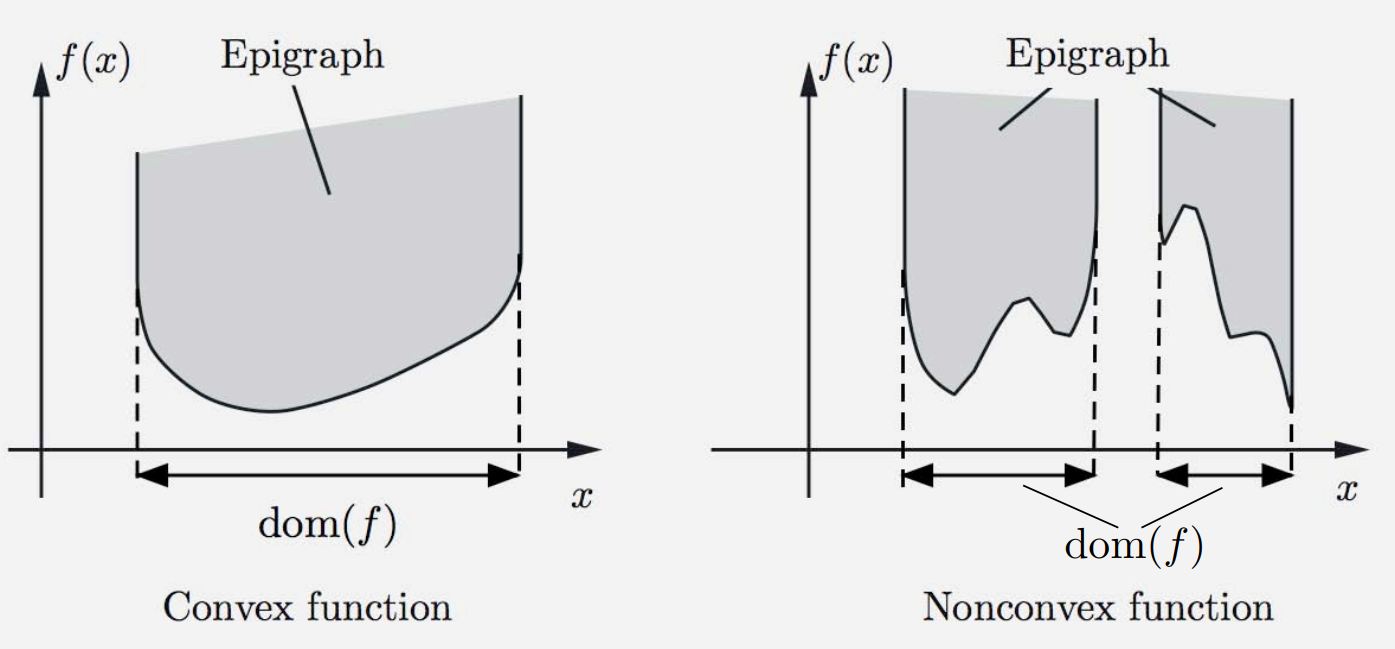 f(x)
Epigraph
x
dom(f)
Convex function
f(x)
Epigraph
x
dom(f)
Nonconvex function